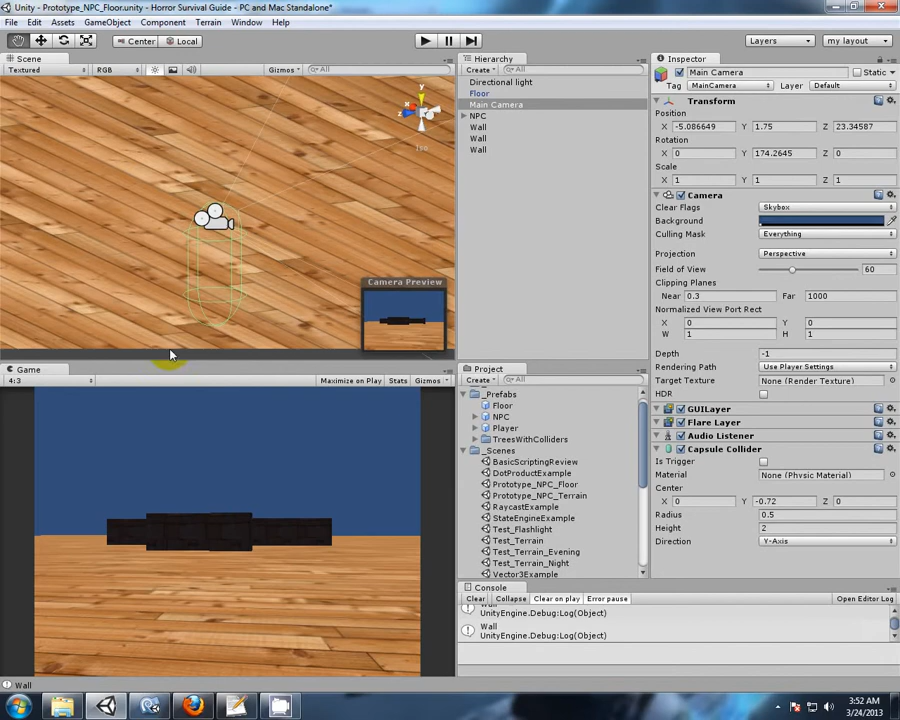 Unity - Prototype_NPC_Floor.unity - Horror Survival Guide - PC and Mac Standalone*
File Edit Assets GameObject Component Terrain Window Help
Center Local Layers my layout
Scene
Textured RGB Gizmos All
y
x
z
Iso
Camera Preview
Game
4:3 Maximize on Play Stats Gizmos
Hierarchy
Create All
Directional light
Floor
Main Camera
NPC
Wall
Wall
Wall
Project
Create All
_Prefabs
Floor
NPC
Player
TreesWithColliders
_Scenes
BasicScriptingReview
DotProductExample
Prototype_NPC_Floor
Prototype_NPC_Terrain
RaycastExample
StateEngineExample
Test_Flashlight
Test_Terrain
Test_Terrain_Evening
Test_Terrain_Night
Vector3Example
Console
Clear Collapse Clear on play Error pause Open Editor Log
Wall
UnityEngine.Debug:Log(Object)
Wall
UnityEngine.Debug:Log(Object)
Inspector
Main Camera Static
Tag MainCamera Layer Default
Transform
Position
X -5.086649 Y 1.75 Z 23.34587
Rotation
X 0 Y 174.2645 Z 0
Scale
X 1 Y 1 Z 1
Camera
Clear Flags Skybox
Background
Culling Mask Everything
Projection Perspective
Field of View 60
Clipping Planes
Near 0.3 Far 1000
Normalized View Port Rect
X 0 Y 0
W 1 H 1
Depth -1
Rendering Path Use Player Settings
Target Texture None (Render Texture)
HDR
GUILayer
Flare Layer
Audio Listener
Capsule Collider
Is Trigger
Material None (Physic Material)
Center
X 0 Y -0.72 Z 0
Radius 0.5
Height 2
Direction Y-Axis
Wall
3:52 AM
3/24/2013